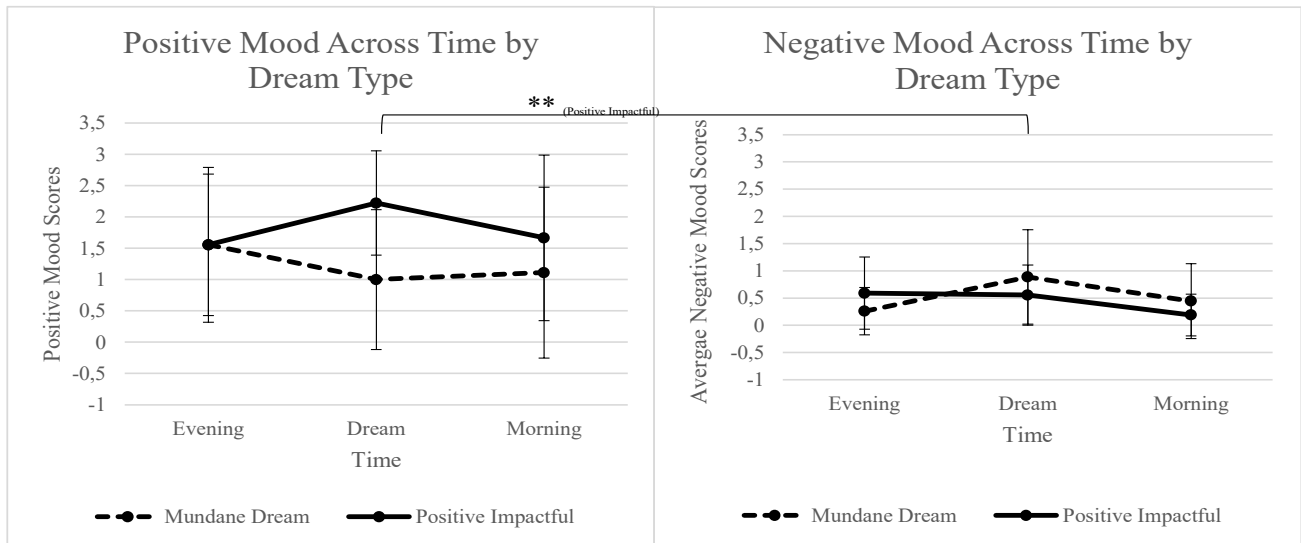 Positive Mood Across Time by
Dream Type
** (Positive Impactful)
Positive Mood Scores
3,5
3
2,5
2
1,5
1
0,5
0
-0,5
-1
Evening Dream Morning
Time
Mundane Dream Positive Impactful
Negative Mood Across Time by
Dream Type
Avergae Negative Mood Scores
3,5
3
2,5
2
1,5
1
0,5
0
-0,5
-1
Evening Dream Morning
Time
Mundane Dream Positive Impactful